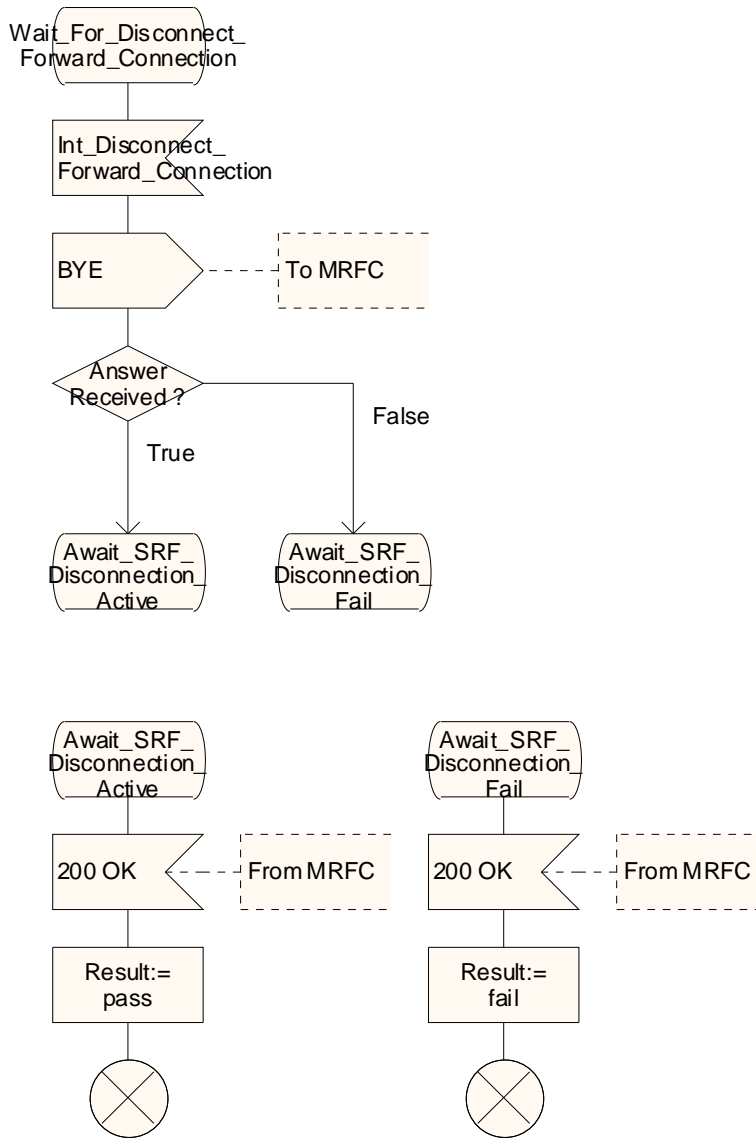 Wait_For_Disconnect_
Forward_Connection
Int_Disconnect_
Forward_Connection
BYE
To MRFC
Answer
Received ?
False
True
Await_SRF_
Disconnection_
Active
Await_SRF_
Disconnection_
Fail
Await_SRF_
Disconnection_
Active
Await_SRF_
Disconnection_
Fail
200 OK
From MRFC
200 OK
From MRFC
Result:=
pass
Result:=
fail